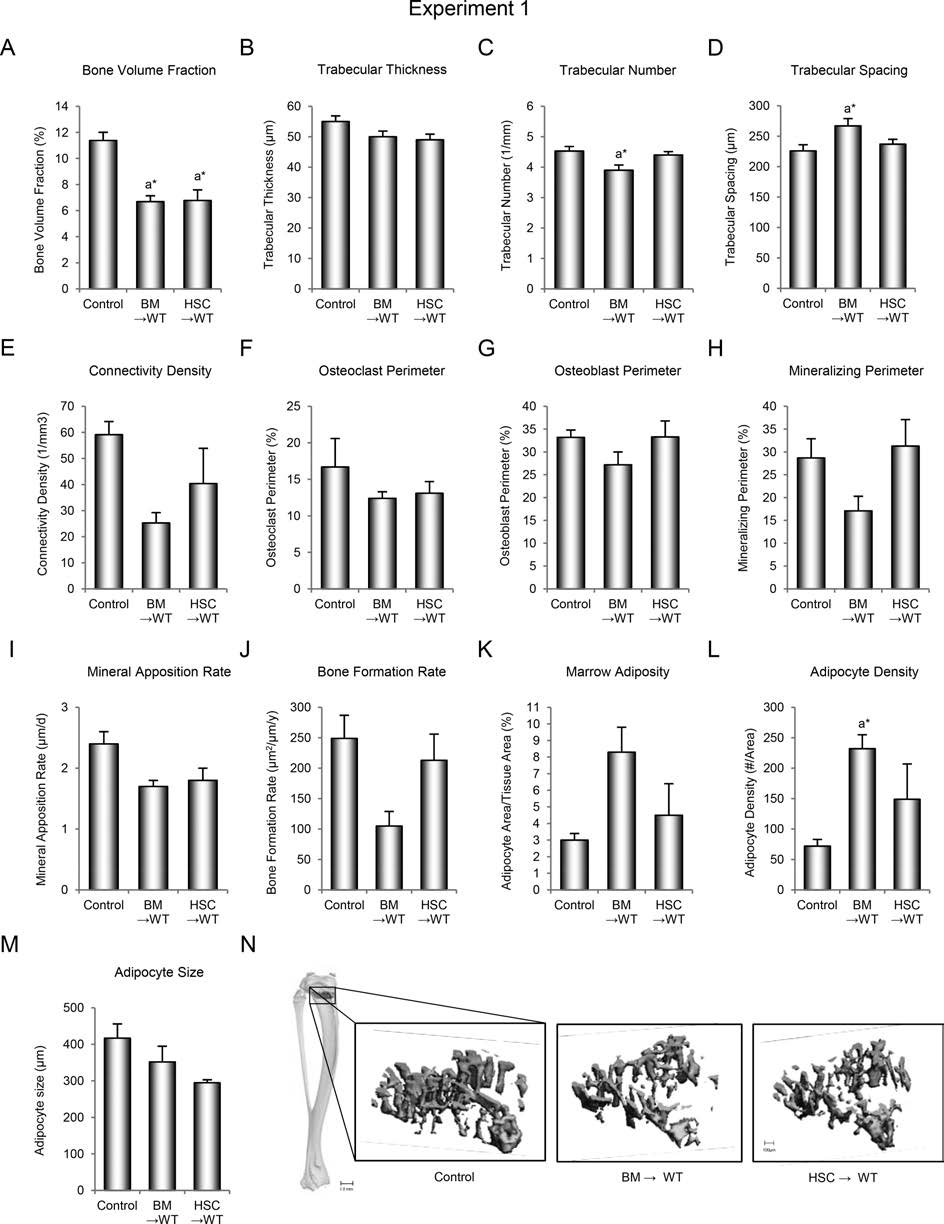 Experiment 1
A
Bone Volume Fraction
Bone Volume Fraction (%)
14
12
10
8
6
4
2
0
a*
a*
Control
BM
→WT
HSC
→WT
B
Trabecular Thickness
Trabecular Thickness (µm)
60
50
40
30
20
10
0
Control
BM
→WT
HSC
→WT
C
Trabecular Number
Trabecular Number (1/mm)
6
5
4
3
2
1
0
a*
Control
BM
→WT
HSC
→WT
D
Trabecular Spacing
Trabecular Spacing (µm)
300
250
200
150
100
50
0
a*
Control
BM
→WT
HSC
→WT
E
Connectivity Density
Connectivity Density (1/mm3)
70
60
50
40
30
20
10
0
Control
BM
→WT
HSC
→WT
F
Osteoclast Perimeter
Osteoclast Perimeter (%)
25
20
15
10
5
0
Control
BM
→WT
HSC
→WT
G
Osteoblast Perimeter
Osteoblast Perimeter (%)
40
35
30
25
20
15
10
5
0
Control
BM
→WT
HSC
→WT
H
Mineralizing Perimeter
Mineralizing Perimeter (%)
40
35
30
25
20
15
10
5
0
Control
BM
→WT
HSC
→WT
I
Mineral Apposition Rate
Mineral Apposition Rate (µm/d)
3
2
1
0
Control
BM
→WT
HSC
→WT
J
Bone Formation Rate
Bone Formation Rate (µm²/µm/y)
300
250
200
150
100
50
0
Control
BM
→WT
HSC
→WT
K
Marrow Adiposity
Adipocyte Area/Tissue Area (%)
11
10
9
8
7
6
5
4
3
2
1
0
Control
BM
→WT
HSC
→WT
L
Adipocyte Density
Adipocyte Density (#/Area)
300
250
200
150
100
50
0
a*
Control
BM
→WT
HSC
→WT
M
Adipocyte Size
Adipocyte size (µm)
500
400
300
200
100
0
Control
BM
→WT
HSC
→WT
N
Control
BM → WT
HSC → WT